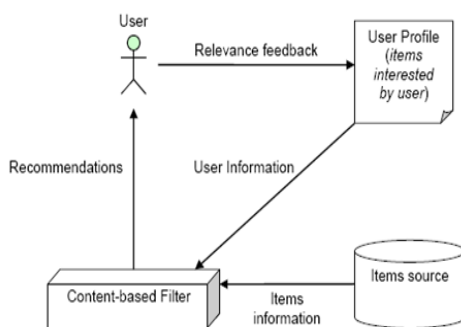 User
Relevance feedback
User Profile
(items
interested
by user)
Recommendations
User Information
Content-based Filter
Items
information
Items source